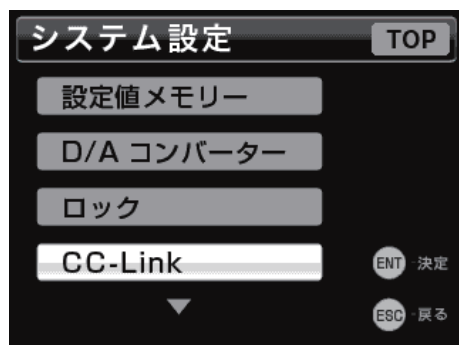 システム設定 TOP
設定値メモリー
D/A コンバーター
ロック
CC-Link
ENT -決定
ESC -戻る